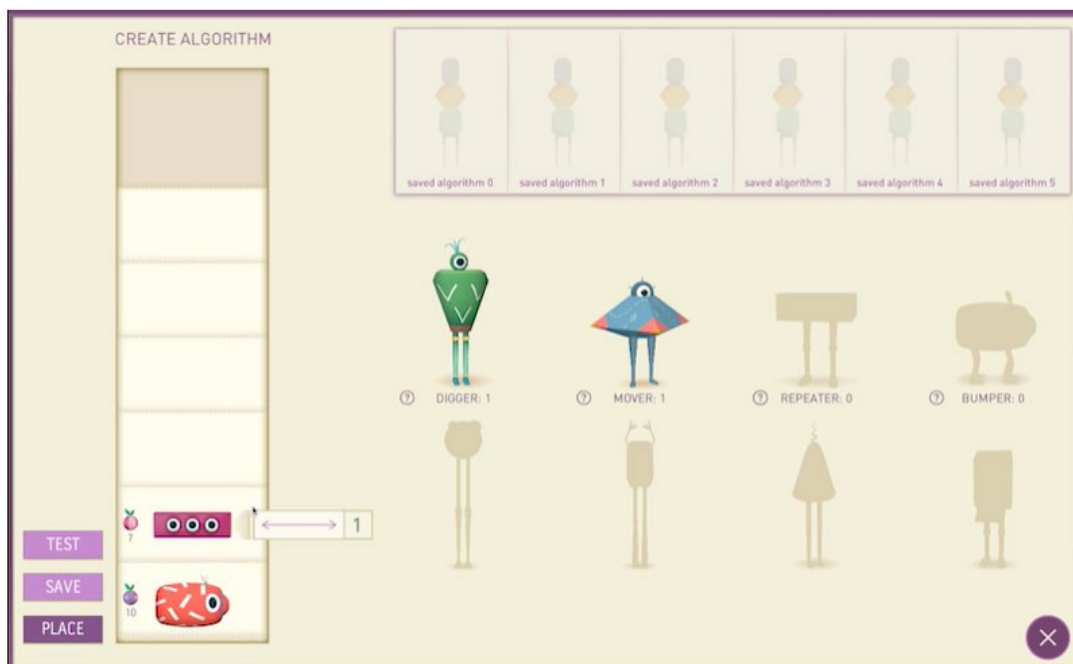 CREATE ALGORITHM
saved algorithm 0
saved algorithm 1
saved algorithm 2
saved algorithm 3
saved algorithm 4
saved algorithm 5
? DIGGER: 1
? MOVER: 1
? REPEATER: 0
? BUMPER: 0
7
1
10
TEST
SAVE
PLACE